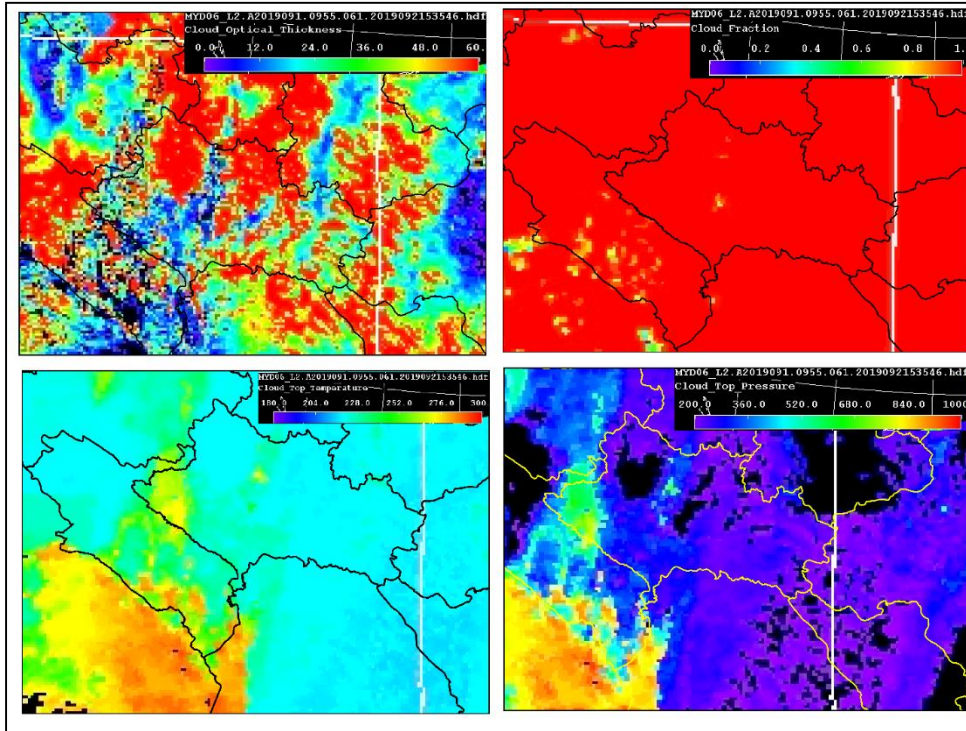 MYD06_L2.A2019091.0955.061.2019092153546.hdf
Cloud_Optical_Thickness
0.0 12.0 24.0 36.0 48.0 60.
MYD06_L2.A2019091.0955.061.2019092153546.hdf
Cloud_Fraction
0.0 0.2 0.4 0.6 0.8 1.
MYD06_L2.A2019091.0955.061.2019092153546.hdf
Cloud_Top_Temperature
180.0 204.0 228.0 252.0 276.0 300
MYD06_L2.A2019091.0955.061.2019092153546.hdf
Cloud_Top_Pressure
200.0 360.0 520.0 680.0 840.0 1000